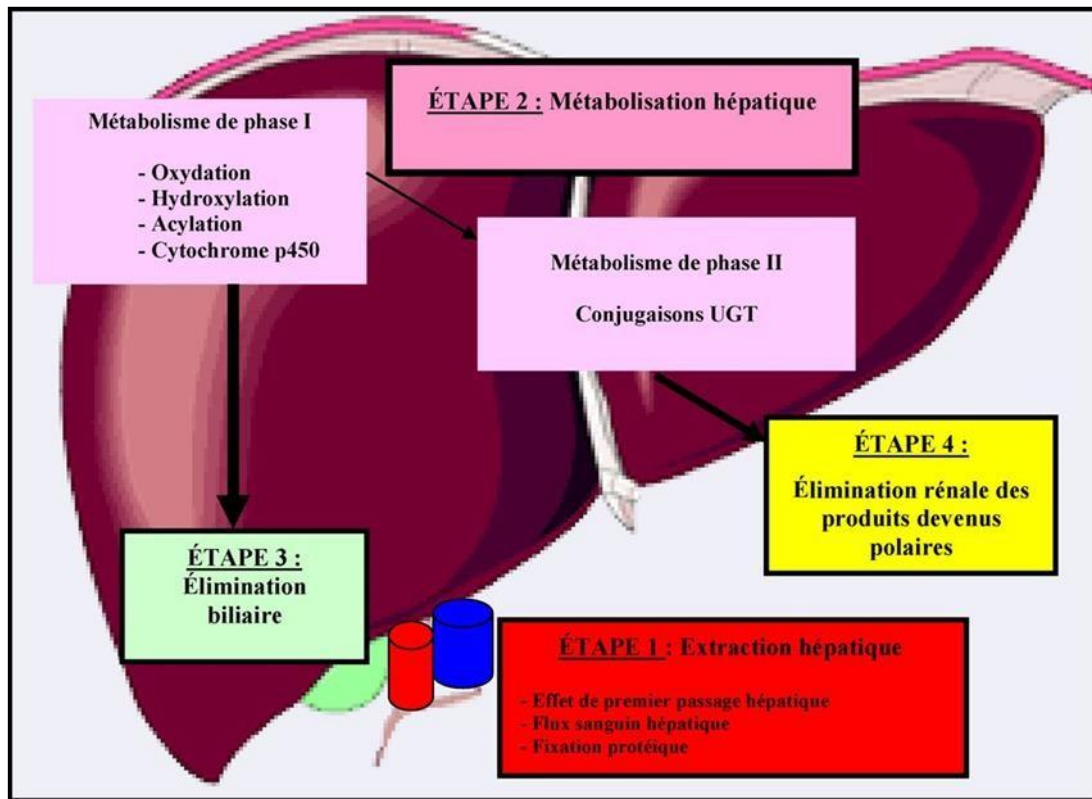 ÉTAPE 2 : Métabolisation hépatique
Métabolisme de phase I
- Oxydation
- Hydroxylation
- Acylation
- Cytochrome p450
Métabolisme de phase II
Conjugaisons UGT
ÉTAPE 4 :
Élimination rénale des
produits devenus
polaires
ÉTAPE 3 :
Élimination
biliaire
ÉTAPE 1 : Extraction hépatique
- Effet de premier passage hépatique
- Flux sanguin hépatique
- Fixation protéique